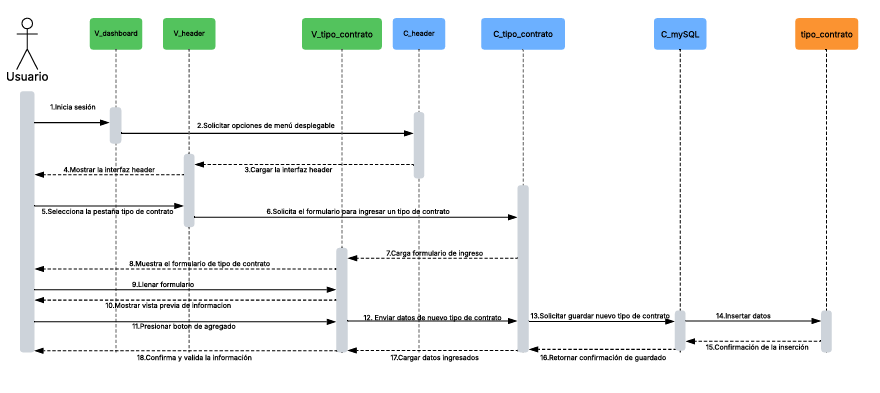 V_dashboard
V_header
V_tipo_contrato
C_header
C_tipo_contrato
C_mySQL
tipo_contrato
Usuario
1.Inicia sesión
2.Solicitar opciones de menú desplegable
3.Cargar la interfaz header
4.Mostrar la interfaz header
5.Selecciona la pestaña tipo de contrato
6.Solicita el formulario para ingresar un tipo de contrato
7.Carga formulario de ingreso
8.Muestra el formulario de tipo de contrato
9.Llenar formulario
10.Mostrar vista previa de informacion
11.Presionar boton de agregado
12. Enviar datos de nuevo tipo de contrato
13.Solicitar guardar nuevo tipo de contrato
14.Insertar datos
15.Confirmación de la inserción
16.Retornar confirmación de guardado
17.Cargar datos ingresados
18.Confirma y valida la información